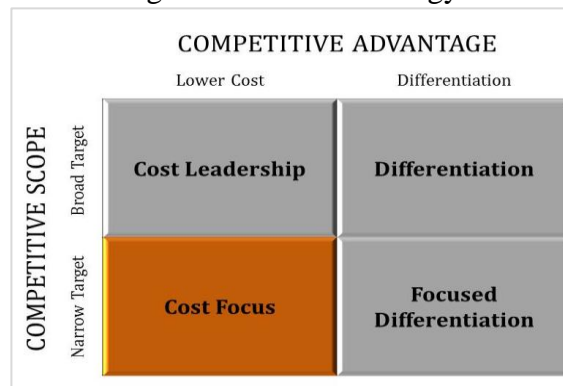 COMPETITIVE ADVANTAGE
Lower Cost
Differentiation
COMPETITIVE SCOPE
Broad Target
Narrow Target
Cost Leadership
Differentiation
Cost Focus
Focused
Differentiation